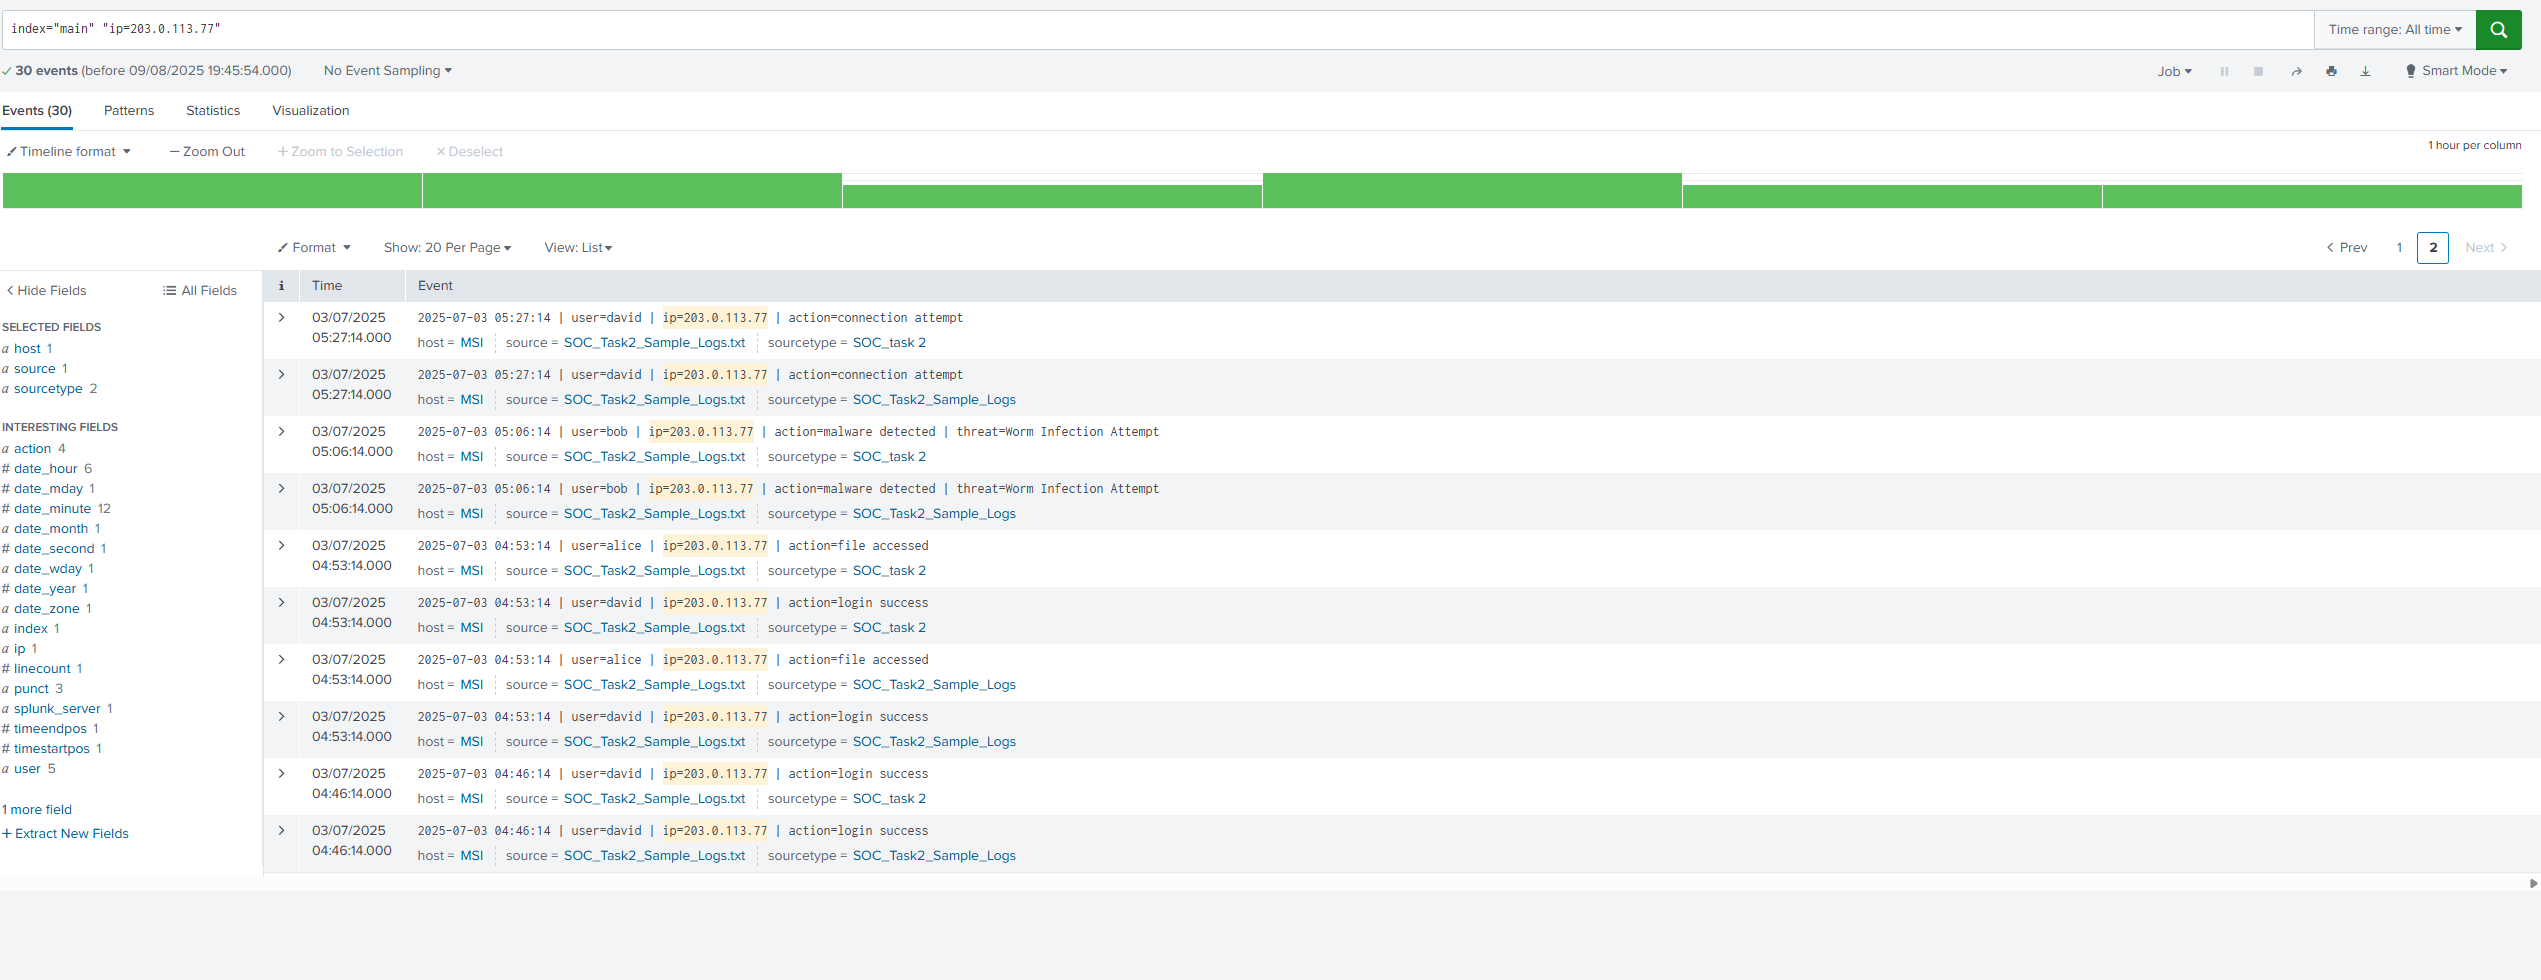 index="main" "ip=203.0.113.77"
Time range: All time
30 events (before 09/08/2025 19:45:54.000)
No Event Sampling
Job
Smart Mode
Events (30)
Patterns
Statistics
Visualization
Timeline format
Zoom Out
Zoom to Selection
Deselect
1 hour per column
Format
Show: 20 Per Page
View: List
Prev
1
2
Next
Hide Fields
All Fields
SELECTED FIELDS
a host 1
a source 1
a sourcetype 2
INTERESTING FIELDS
a action 4
# date_hour 6
# date_mday 1
# date_minute 12
a date_month 1
# date_second 1
a date_wday 1
# date_year 1
a date_zone 1
a index 1
a ip 1
# linecount 1
a punct 3
a splunk_server 1
# timeendpos 1
# timestartpos 1
a user 5
1 more field
+ Extract New Fields
i
Time
Event
03/07/2025
05:27:14.000
2025-07-03 05:27:14 | user=david | ip=203.0.113.77 | action=connection attempt
host = MSI source = SOC_Task2_Sample_Logs.txt sourcetype = SOC_task 2
03/07/2025
05:27:14.000
2025-07-03 05:27:14 | user=david | ip=203.0.113.77 | action=connection attempt
host = MSI source = SOC_Task2_Sample_Logs.txt sourcetype = SOC_Task2_Sample_Logs
03/07/2025
05:06:14.000
2025-07-03 05:06:14 | user=bob | ip=203.0.113.77 | action=malware detected | threat=Worm Infection Attempt
host = MSI source = SOC_Task2_Sample_Logs.txt sourcetype = SOC_task 2
03/07/2025
05:06:14.000
2025-07-03 05:06:14 | user=bob | ip=203.0.113.77 | action=malware detected | threat=Worm Infection Attempt
host = MSI source = SOC_Task2_Sample_Logs.txt sourcetype = SOC_Task2_Sample_Logs
03/07/2025
04:53:14.000
2025-07-03 04:53:14 | user=alice | ip=203.0.113.77 | action=file accessed
host = MSI source = SOC_Task2_Sample_Logs.txt sourcetype = SOC_task 2
03/07/2025
04:53:14.000
2025-07-03 04:53:14 | user=david | ip=203.0.113.77 | action=login success
host = MSI source = SOC_Task2_Sample_Logs.txt sourcetype = SOC_task 2
03/07/2025
04:53:14.000
2025-07-03 04:53:14 | user=alice | ip=203.0.113.77 | action=file accessed
host = MSI source = SOC_Task2_Sample_Logs.txt sourcetype = SOC_Task2_Sample_Logs
03/07/2025
04:53:14.000
2025-07-03 04:53:14 | user=david | ip=203.0.113.77 | action=login success
host = MSI source = SOC_Task2_Sample_Logs.txt sourcetype = SOC_Task2_Sample_Logs
03/07/2025
04:46:14.000
2025-07-03 04:46:14 | user=david | ip=203.0.113.77 | action=login success
host = MSI source = SOC_Task2_Sample_Logs.txt sourcetype = SOC_task 2
03/07/2025
04:46:14.000
2025-07-03 04:46:14 | user=david | ip=203.0.113.77 | action=login success
host = MSI source = SOC_Task2_Sample_Logs.txt sourcetype = SOC_Task2_Sample_Logs